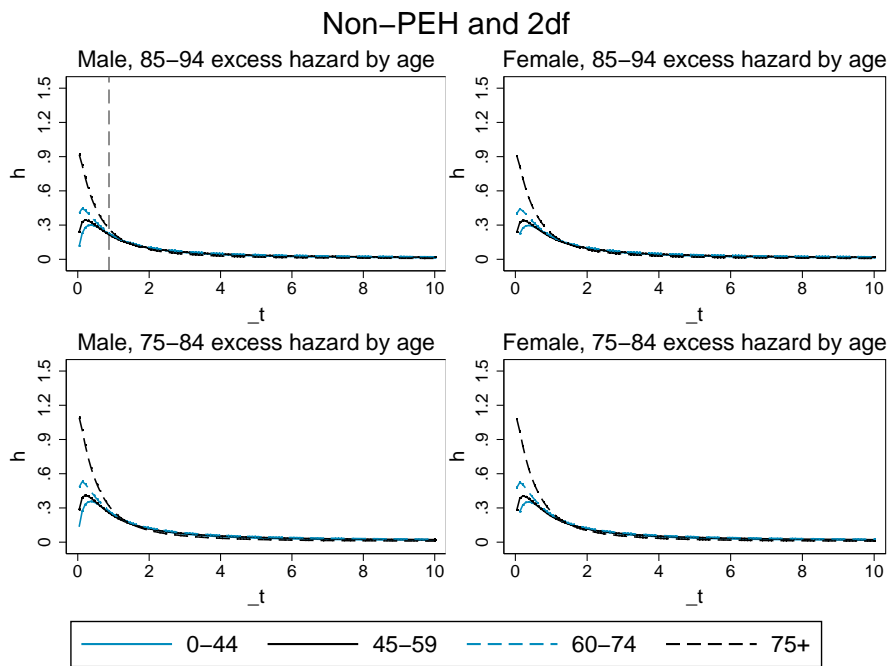 Non−PEH and 2df
Male, 85−94 excess hazard by age
h
0 .3 .6 .9 1.2 1.5
0 2 4 6 8 10
_t
Female, 85−94 excess hazard by age
h
0 .3 .6 .9 1.2 1.5
0 2 4 6 8 10
_t
Male, 75−84 excess hazard by age
h
0 .3 .6 .9 1.2 1.5
0 2 4 6 8 10
_t
Female, 75−84 excess hazard by age
h
0 .3 .6 .9 1.2 1.5
0 2 4 6 8 10
_t
0−44 45−59 60−74 75+